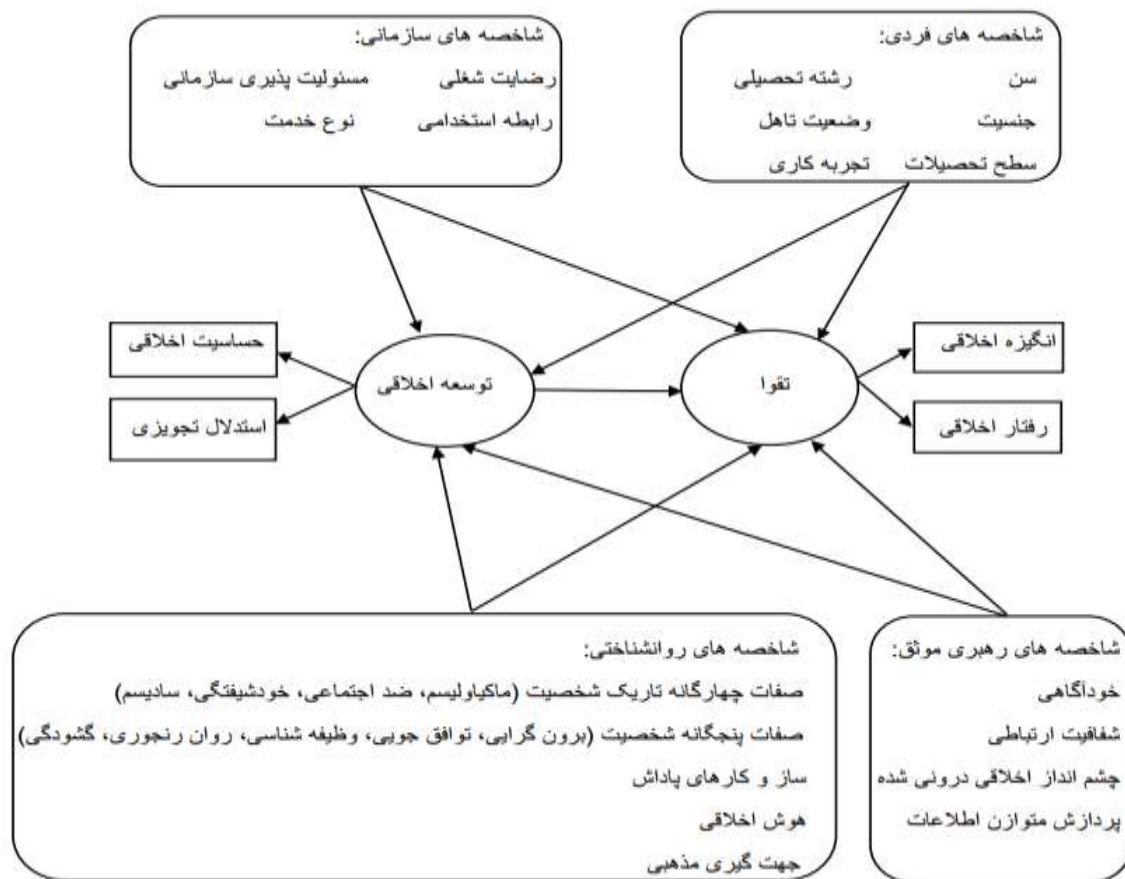 شاخصه های فردی:
سن رشته تحصیلی
جنسیت وضعیت تاهل
سطح تحصیلات تجربه کاری
شاخصه های سازمانی:
رضایت شغلی مسئولیت پذیری سازمانی
رابطه استخدامی نوع خدمت
انگیزه اخلاقی
رفتار اخلاقی
تقوا
توسعه اخلاقی
حساسیت اخلاقی
استدلال تجویزی
شاخصه های رهبری موثق:
خودآگاهی
شفافیت ارتباطی
چشم انداز اخلاقی درونی شده
پردازش متوازن اطلاعات
شاخصه های روانشناختی:
صفات چهارگانه تاریک شخصیت (ماکیاولیسم، ضد اجتماعی، خودشیفتگی، سادیسم)
صفات پنجگانه شخصیت (برون گرایی، توافق جویی، وظیفه شناسی، روان رنجوری، گشودگی)
ساز و کارهای پاداش
هوش اخلاقی
جهت گیری مذهبی